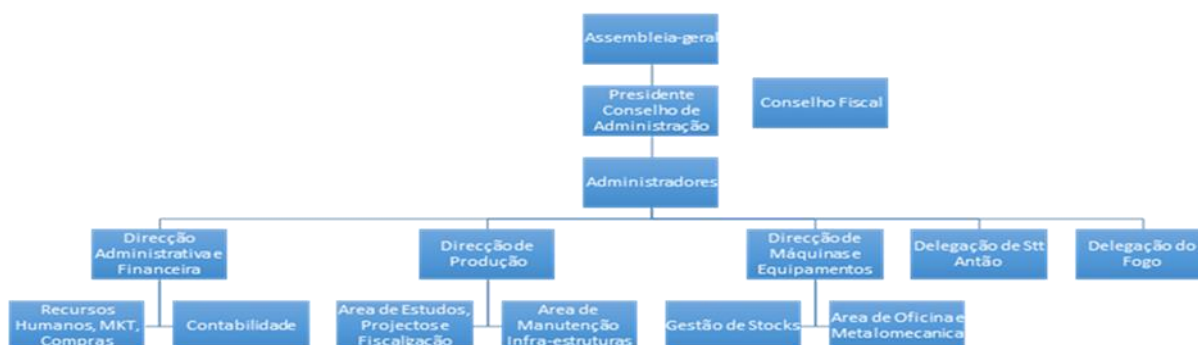 Assembleia-geral
Presidente
Conselho de
Administração
Conselho Fiscal
Administradores
Direcção
Administrativa e
Financeira
Direcção de
Produção
Direcção de
Máquinas e
Equipamentos
Delegação de Stt
Antão
Delegação do
Fogo
Recursos
Humanos, MKT,
Compras
Contabilidade
Area de Estudos,
Projectos e
Fiscalização
Area de
Manutenção
Infra-estruturas
Gestão de Stocks
Area de Oficina e
Metalomecanica